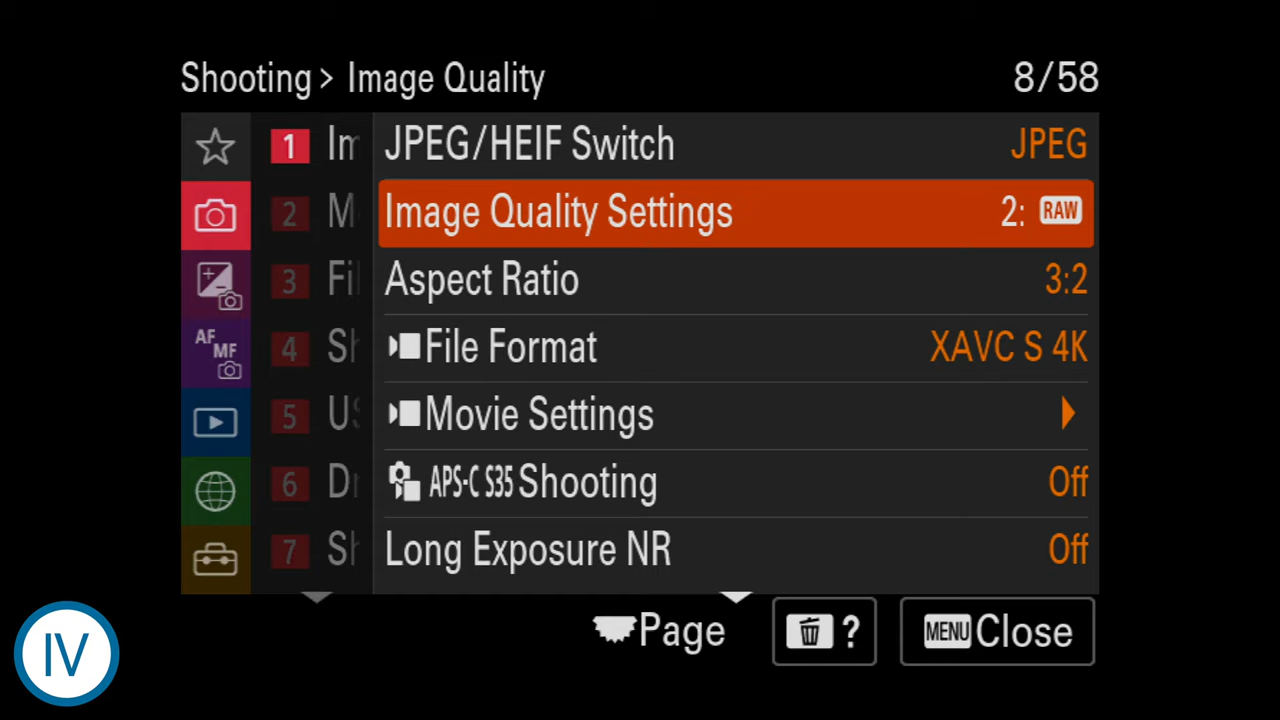 Shooting > Image Quality 8/58
1 Im
2 M
3 Fi
4 Sh
5 US
6 Dr
7 Sh
AF MF
JPEG/HEIF Switch JPEG
Image Quality Settings 2: RAW
Aspect Ratio 3:2
File Format XAVC S 4K
Movie Settings
APS-C S35 Shooting Off
Long Exposure NR Off
Page ? MENU Close
IV